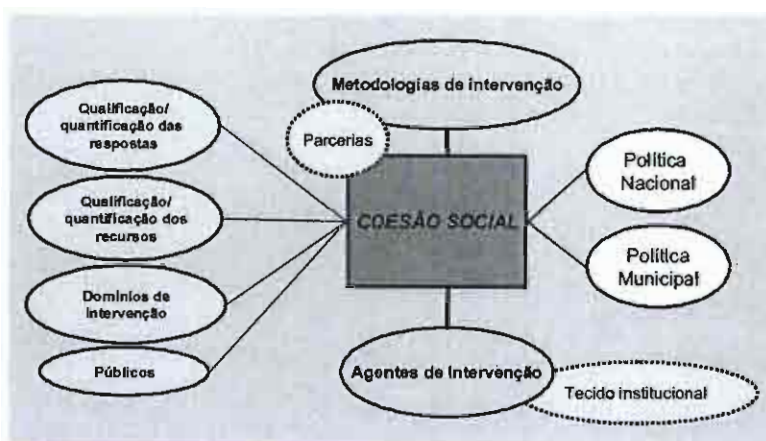 Metodologias de intervenção
Parcerias
Qualificação/
quantificação das
respostas
Qualificação/
quantificação dos
recursos
Domínios de
Intervenção
Públicos
COESÃO SOCIAL
Política
Nacional
Política
Municipal
Agentes de Intervenção
Tecido institucional